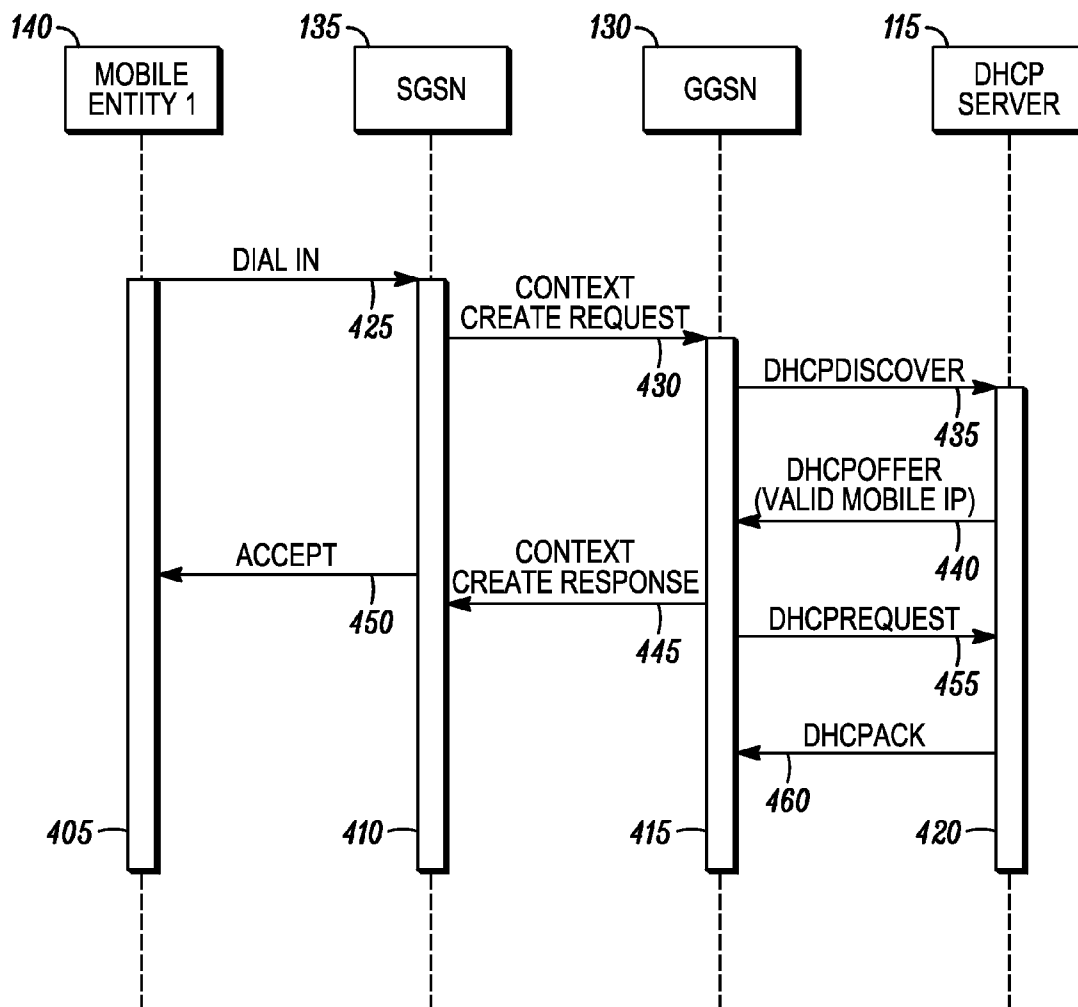 140
135
130
115
MOBILE
ENTITY 1
SGSN
GGSN
DHCP
SERVER
DIAL IN
425
CONTEXT
CREATE REQUEST
430
DHCPDISCOVER
435
DHCPOFFER
(VALID MOBILE IP)
440
ACCEPT
450
CONTEXT
CREATE RESPONSE
445
DHCPREQUEST
455
DHCPACK
460
405
410
415
420